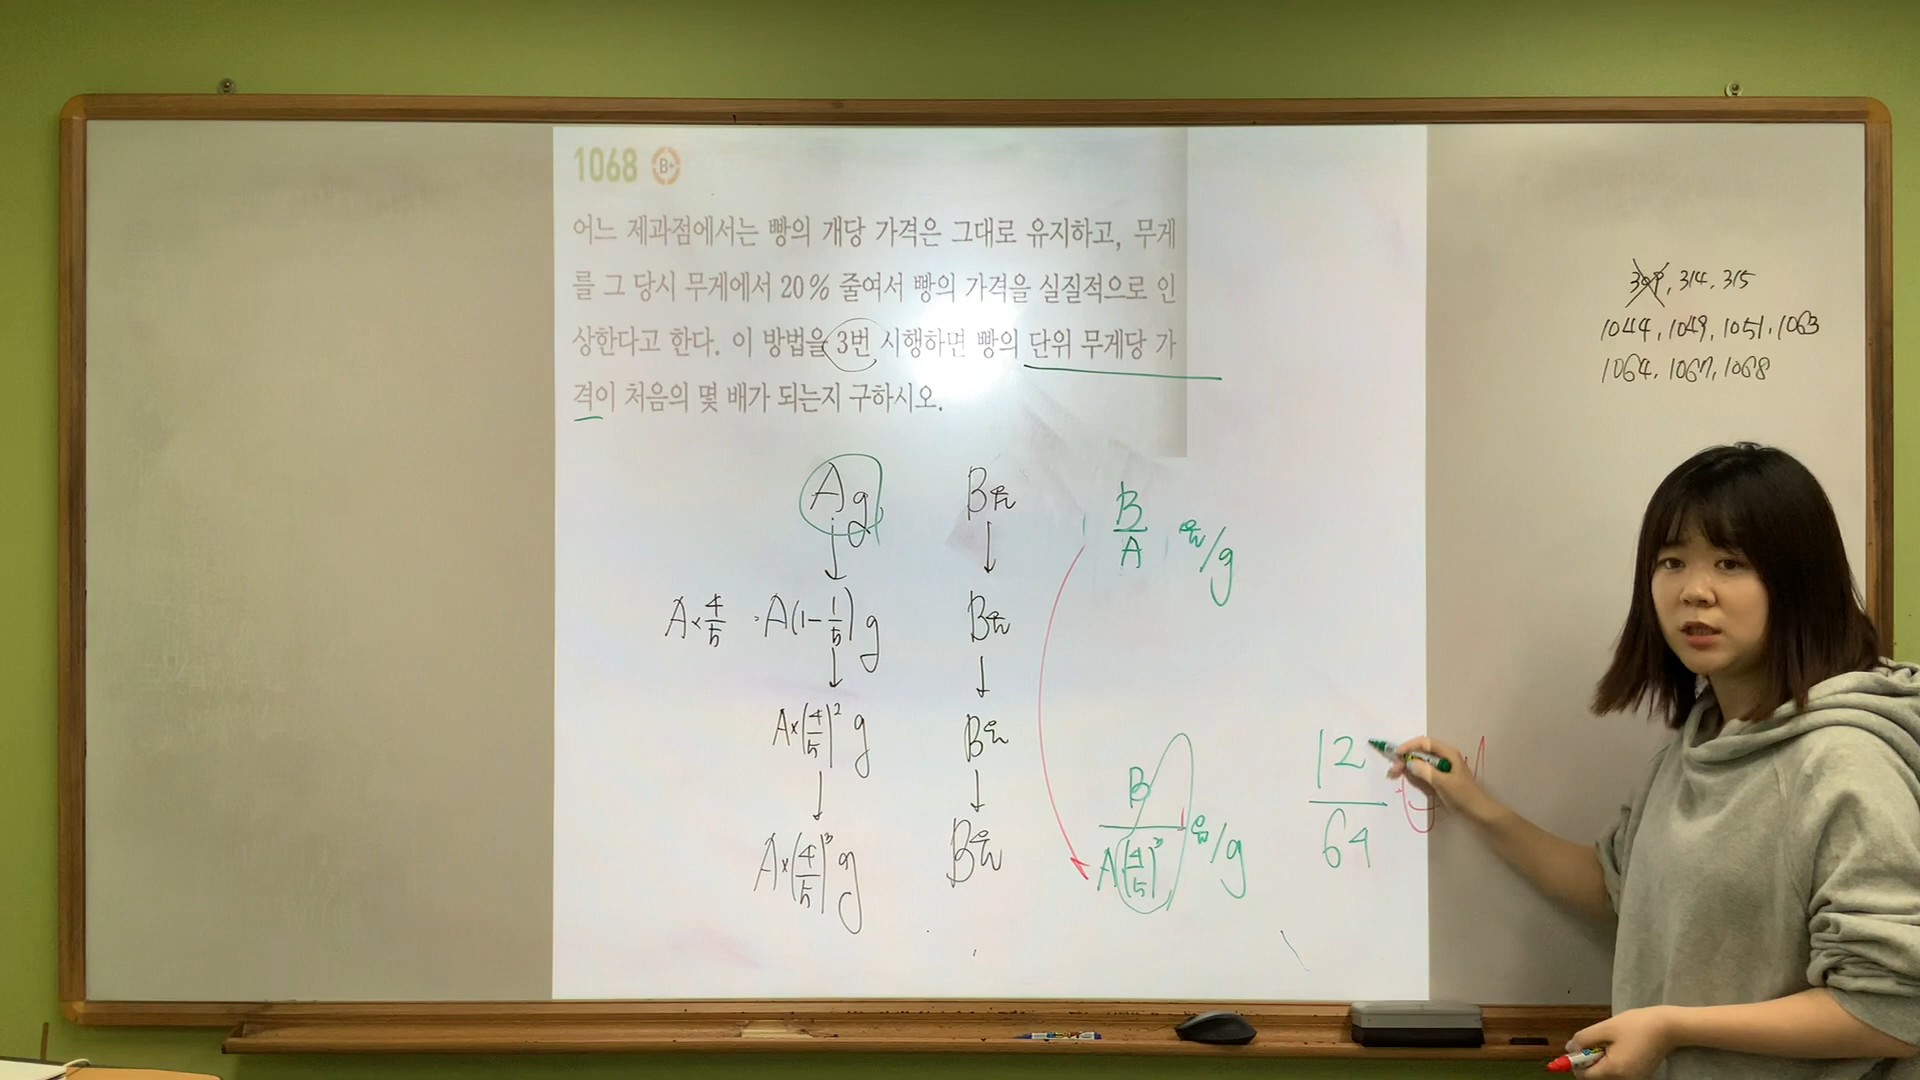 1068 B+
어느 제과점에서는 빵의 개당 가격은 그대로 유지하고, 무게
를 그 당시 무게에서 20% 줄여서 빵의 가격을 실질적으로 인
상한다고 한다. 이 방법을 3번 시행하면 빵의 단위 무게당 가
격이 처음의 몇 배가 되는지 구하시오.
309, 314, 315
1044, 1049, 1051, 1063
1064, 1067, 1068
Ag B원 B/A 원/g
A×4/5 = A(1-1/5)g B원
A×(4/5)² g B원
A×(4/5)³ g B원 B/A(4/5)³ 원/g 12/64